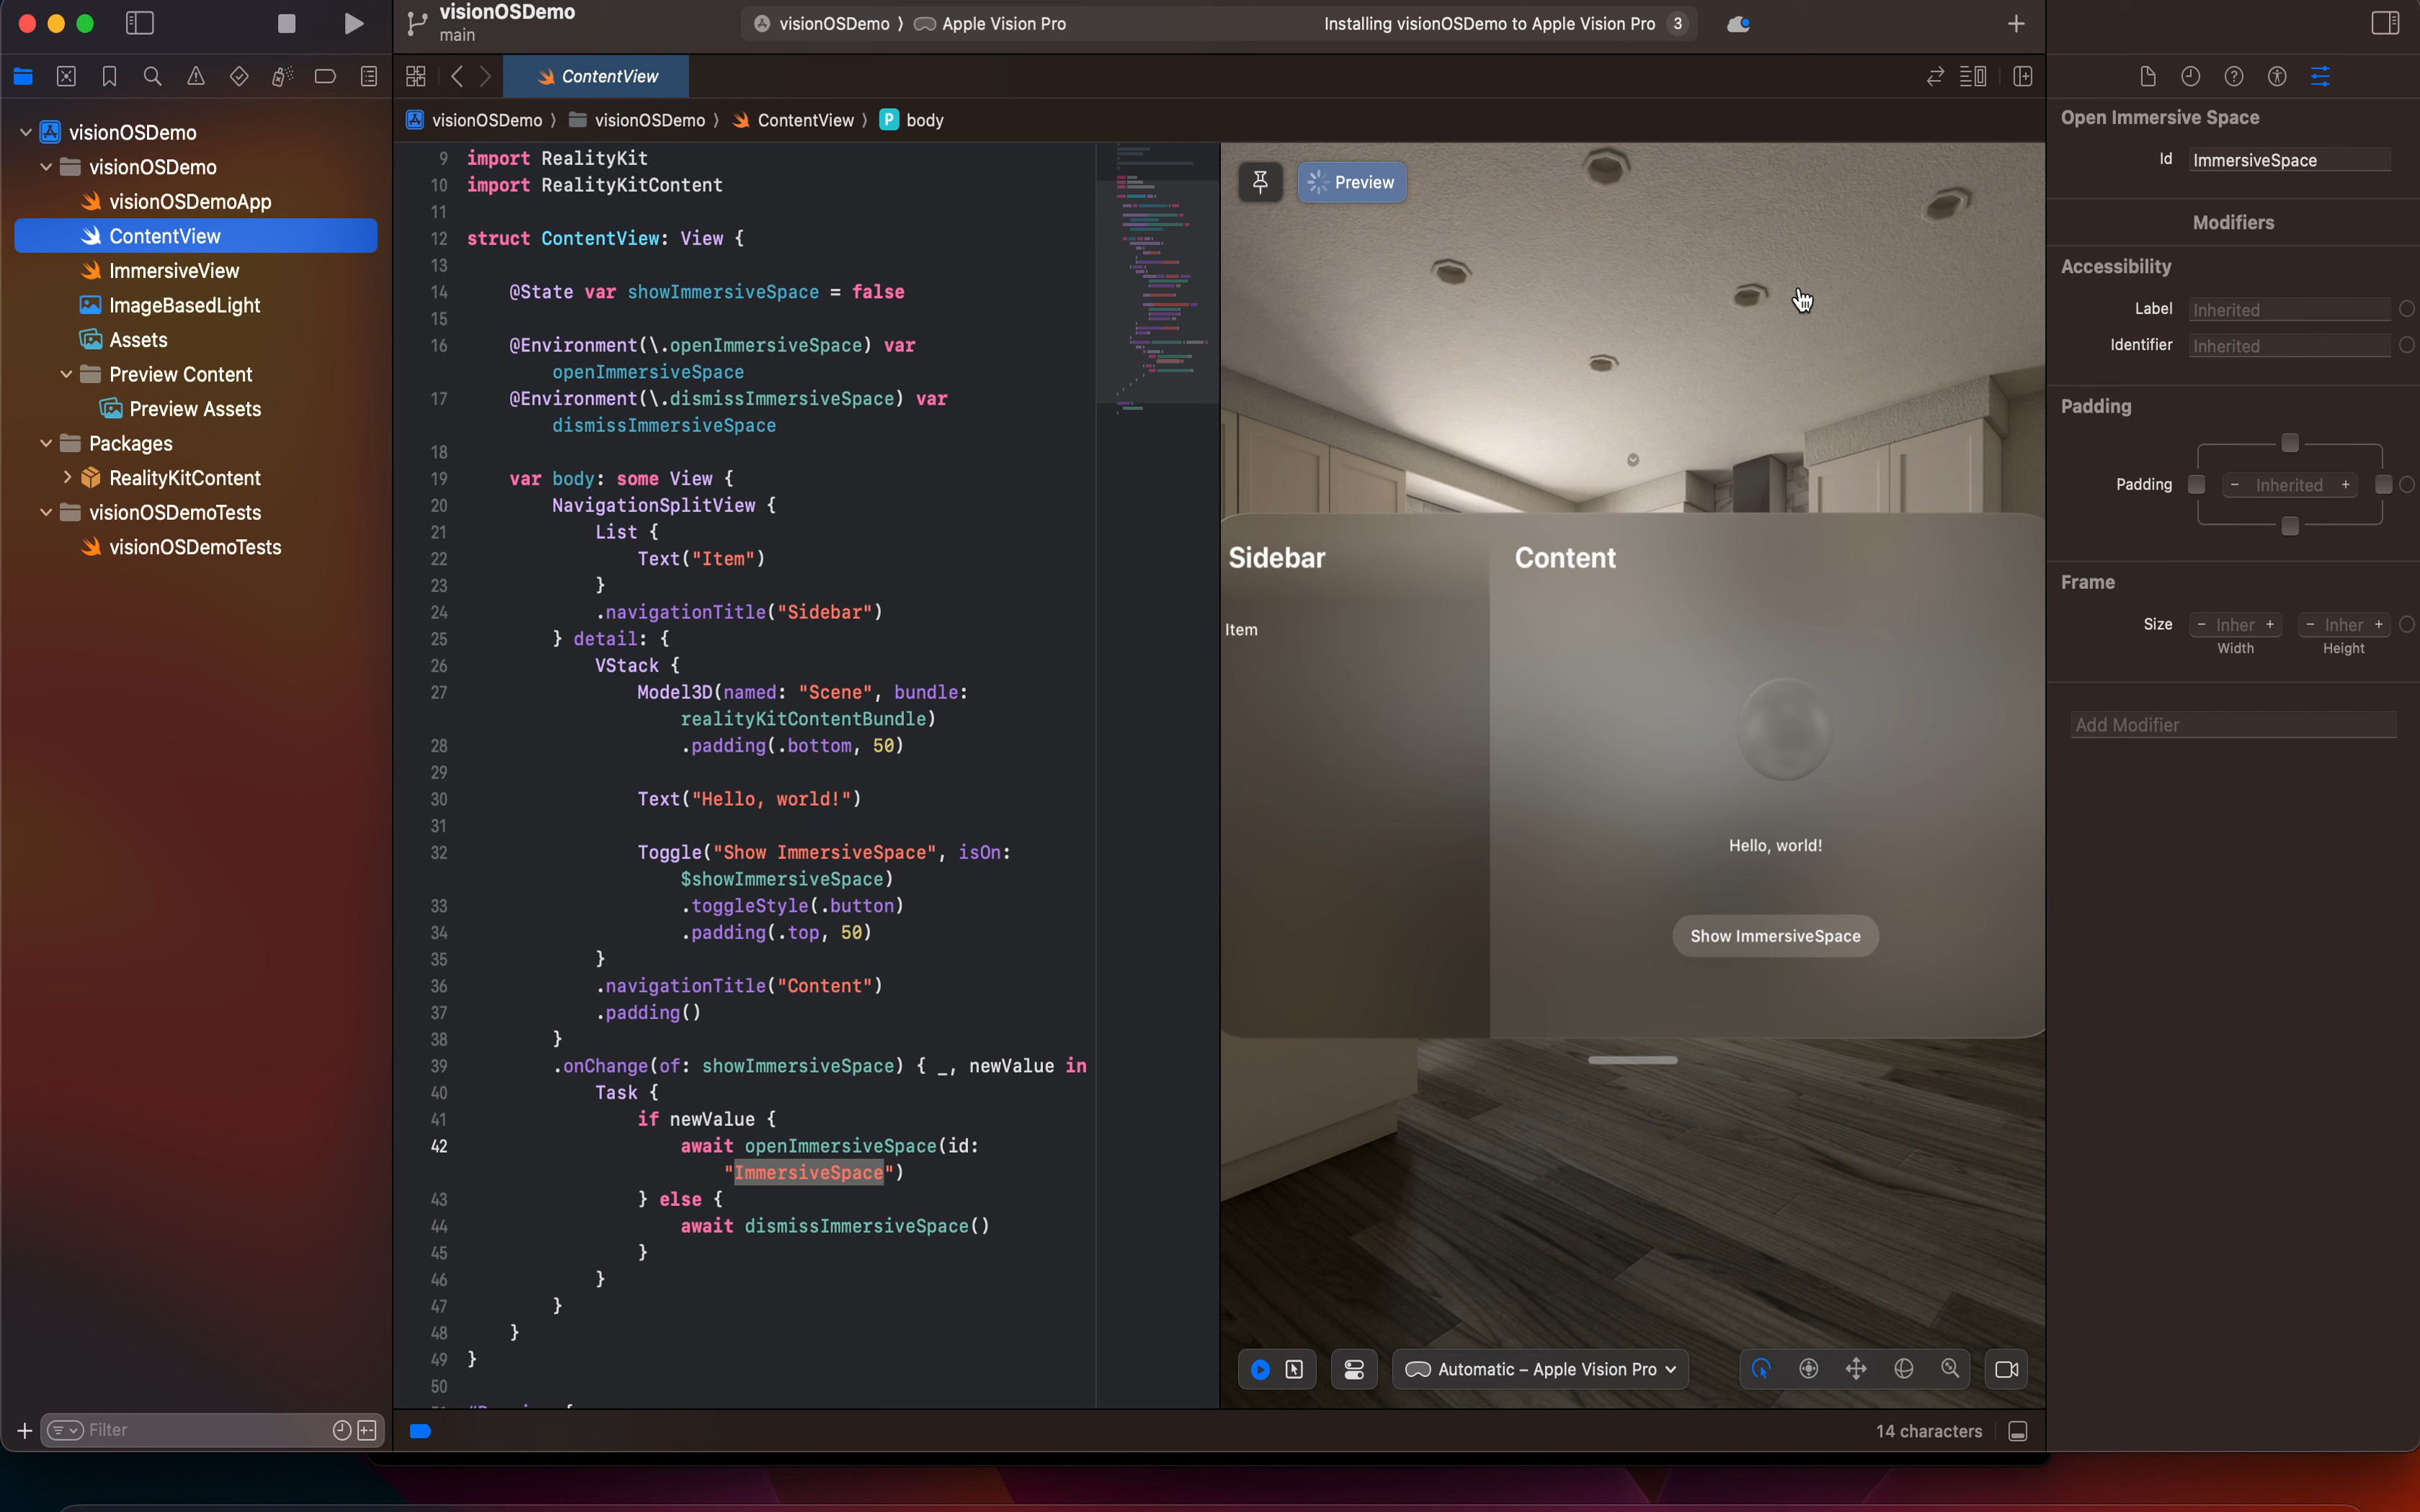 visionOSDemo
main
visionOSDemo ⟩ Apple Vision Pro
Installing visionOSDemo to Apple Vision Pro 3
ContentView
visionOSDemo ⟩ visionOSDemo ⟩ ContentView ⟩ P body
visionOSDemo
visionOSDemo
visionOSDemoApp
ContentView
ImmersiveView
ImageBasedLight
Assets
Preview Content
Preview Assets
Packages
RealityKitContent
visionOSDemoTests
visionOSDemoTests
Filter
9 import RealityKit
10 import RealityKitContent
11
12 struct ContentView: View {
13
14 @State var showImmersiveSpace = false
15
16 @Environment(\.openImmersiveSpace) var
openImmersiveSpace
17 @Environment(\.dismissImmersiveSpace) var
dismissImmersiveSpace
18
19 var body: some View {
20 NavigationSplitView {
21 List {
22 Text("Item")
23 }
24 .navigationTitle("Sidebar")
25 } detail: {
26 VStack {
27 Model3D(named: "Scene", bundle:
realityKitContentBundle)
28 .padding(.bottom, 50)
29
30 Text("Hello, world!")
31
32 Toggle("Show ImmersiveSpace", isOn:
$showImmersiveSpace)
33 .toggleStyle(.button)
34 .padding(.top, 50)
35 }
36 .navigationTitle("Content")
37 .padding()
38 }
39 .onChange(of: showImmersiveSpace) { _, newValue in
40 Task {
41 if newValue {
42 await openImmersiveSpace(id:
"ImmersiveSpace")
43 } else {
44 await dismissImmersiveSpace()
45 }
46 }
47 }
48 }
49 }
50
Preview
Sidebar
Content
Item
Hello, world!
Show ImmersiveSpace
Automatic – Apple Vision Pro
14 characters
Open Immersive Space
Id ImmersiveSpace
Modifiers
Accessibility
Label Inherited
Identifier Inherited
Padding
Padding - Inherited +
Frame
Size - Inher + - Inher +
Width Height
Add Modifier